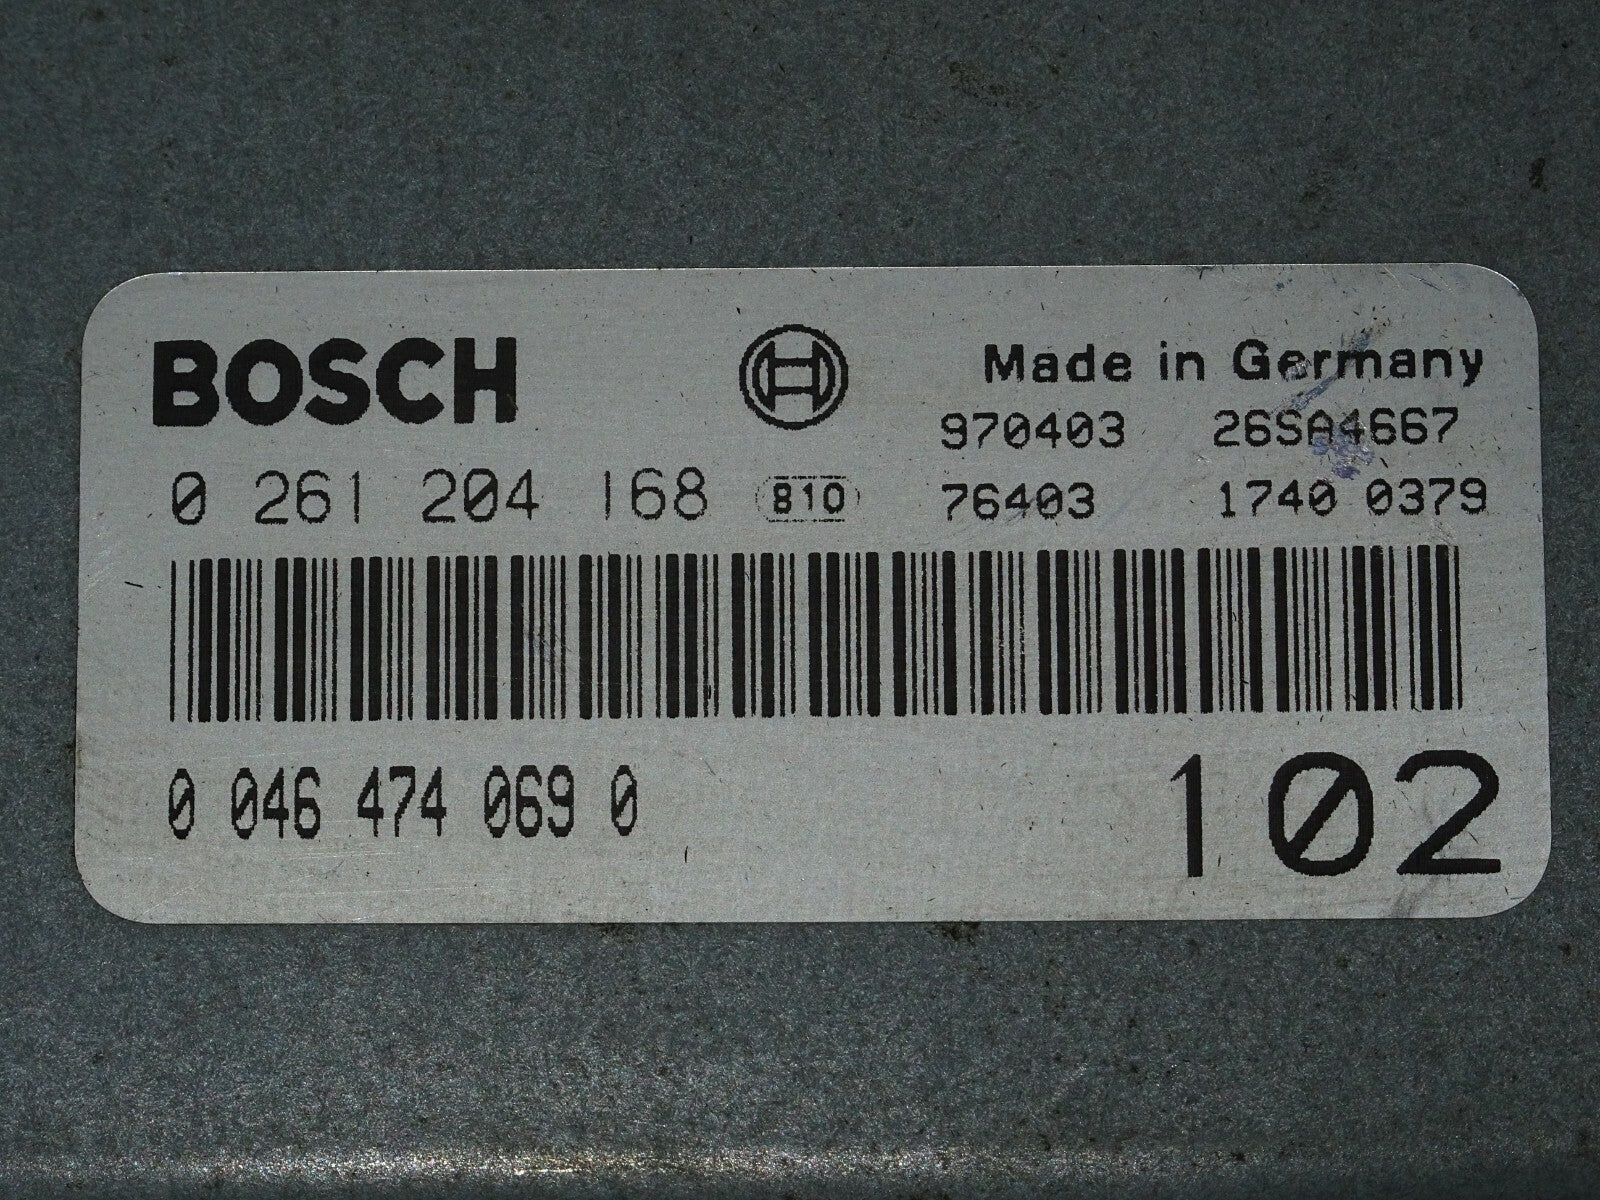 BOSCH Made in Germany
970403 26SA4667
0 261 204 168 810 76403 1740 0379
0 046 474 069 0 102